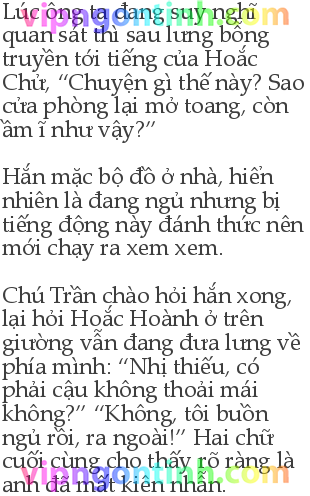 Lúc ông ta đang suy nghĩ
quan sát thì sau lưng bỗng
truyền tới tiếng của Hoắc
Chử, “Chuyện gì thế này? Sao
cửa phòng lại mở toang, còn
ầm ĩ như vậy?”
Hắn mặc bộ đồ ở nhà, hiển
nhiên là đang ngủ nhưng bị
tiếng động này đánh thức nên
mới chạy ra xem xem.
Chú Trần chào hỏi hắn xong,
lại hỏi Hoắc Hoành ở trên
giường vẫn đang đưa lưng về
phía mình: “Nhị thiếu, có
phải cậu không thoải mái
không?” “Không, tôi buồn
ngủ rồi, ra ngoài!” Hai chữ
cuối cùng cho thấy rõ ràng là
anh đã mất kiên nhẫn.
vipngontinh.com
vipngontinh.com